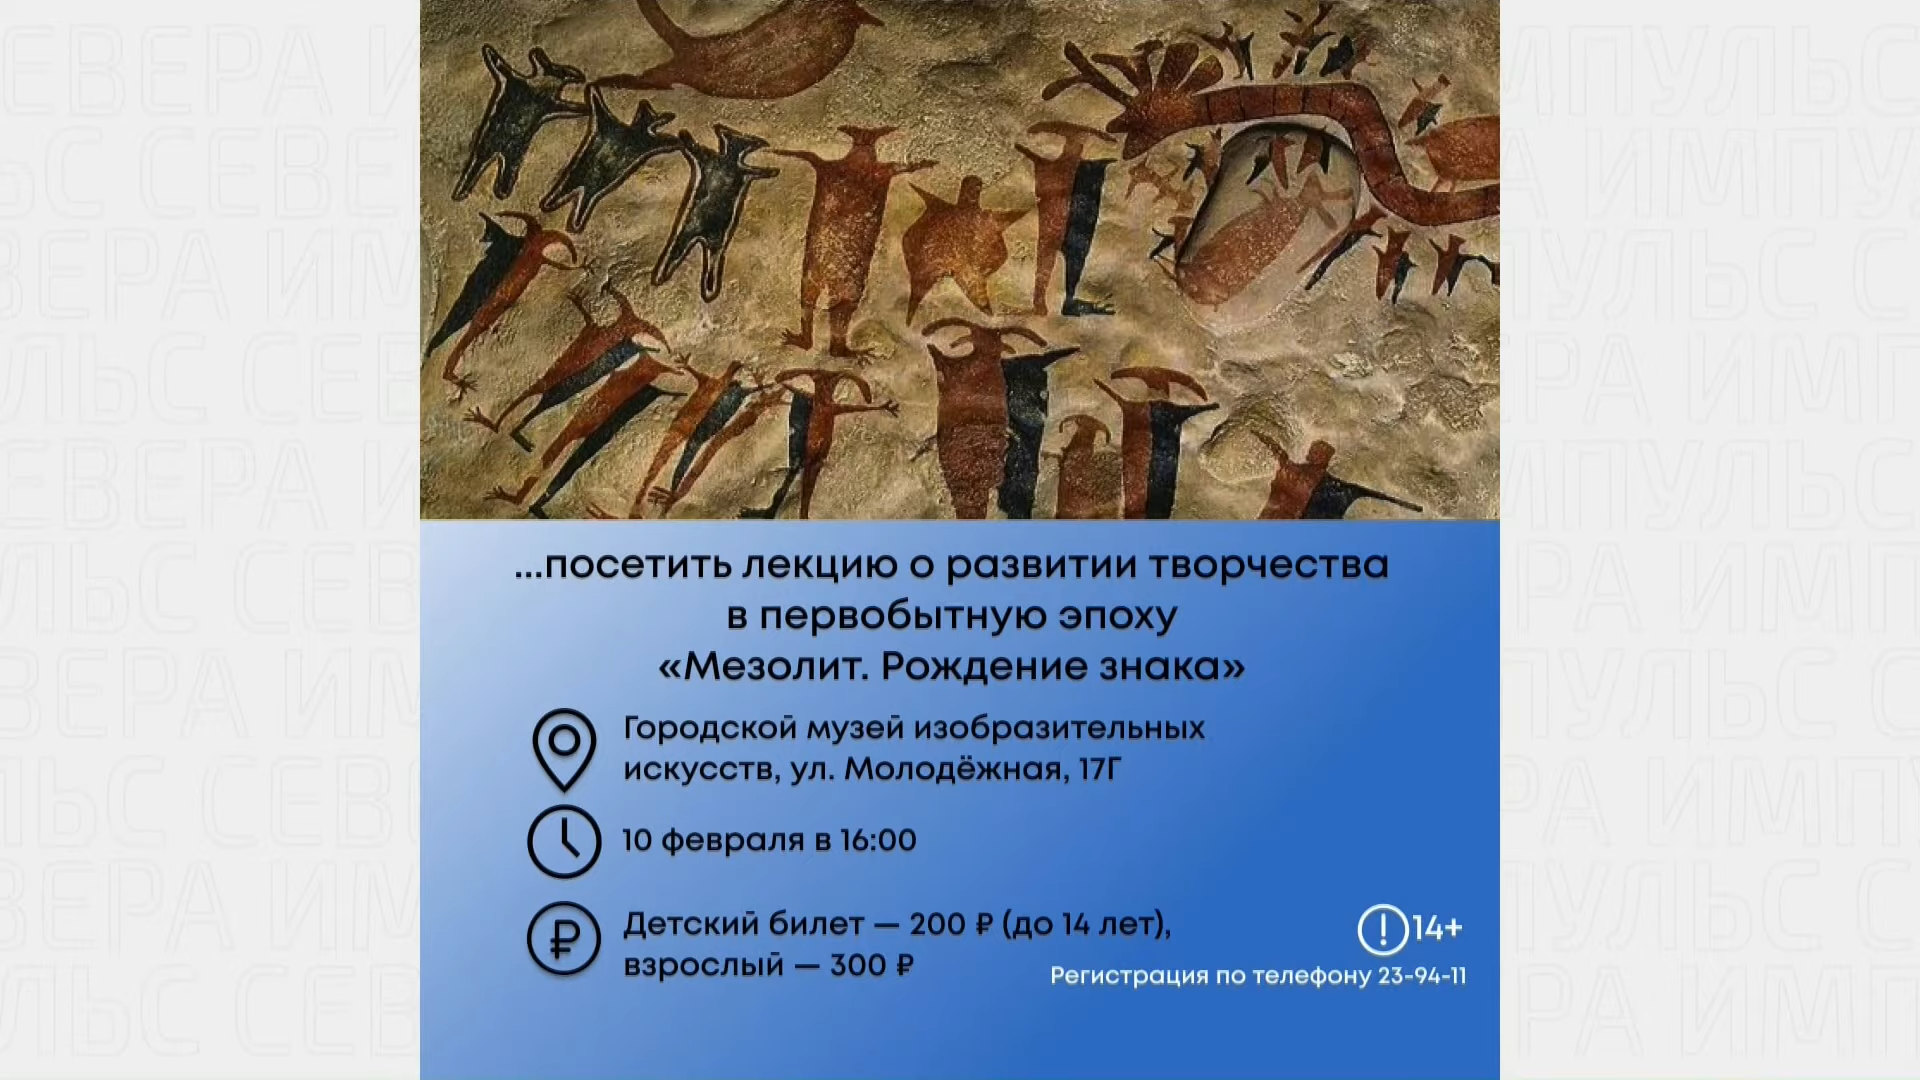 ...посетить лекцию о развитии творчества
в первобытную эпоху
«Мезолит. Рождение знака»
Городской музей изобразительных
искусств, ул. Молодёжная, 17Г
10 февраля в 16:00
Детский билет — 200 ₽ (до 14 лет),
взрослый — 300 ₽
14+
Регистрация по телефону 23-94-11